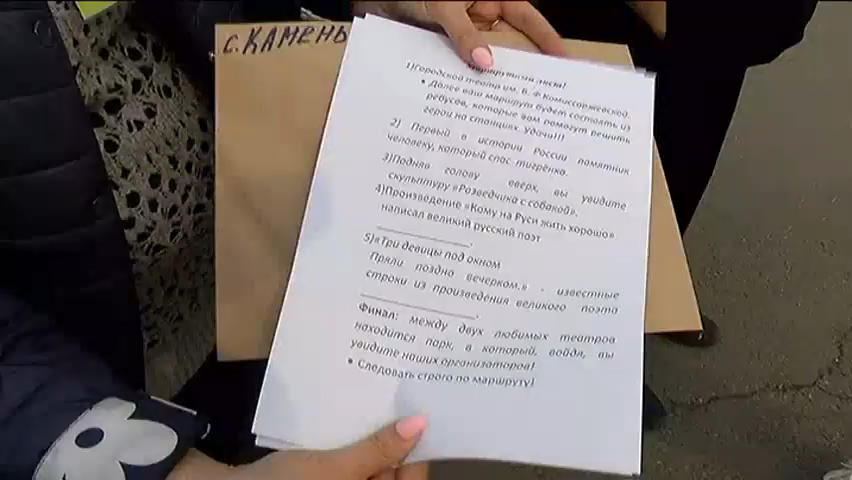 с. КАМЕНЬ
Маршрутный лист!
1)Городской театр им. В. Ф Комиссаржевской.
• Далее ваш маршрут будет состоять из
ребусов, которые вам помогут решить
герои на станциях. Удачи!!!
2) Первый в истории России памятник
человеку, который спас тигрёнка.
3)Подняв голову вверх, вы увидите
скульптуру «Разведчика с собакой».
4)Произведение «Кому на Руси жить хорошо»
написал великий русский поэт
____________.
5)«Три девицы под окном
Пряли поздно вечерком.» - известные
строки из произведения великого поэта
____________.
Финал: между двух любимых театров
находится парк, в который, войдя, вы
увидите наших организаторов!
• Следовать строго по маршруту!